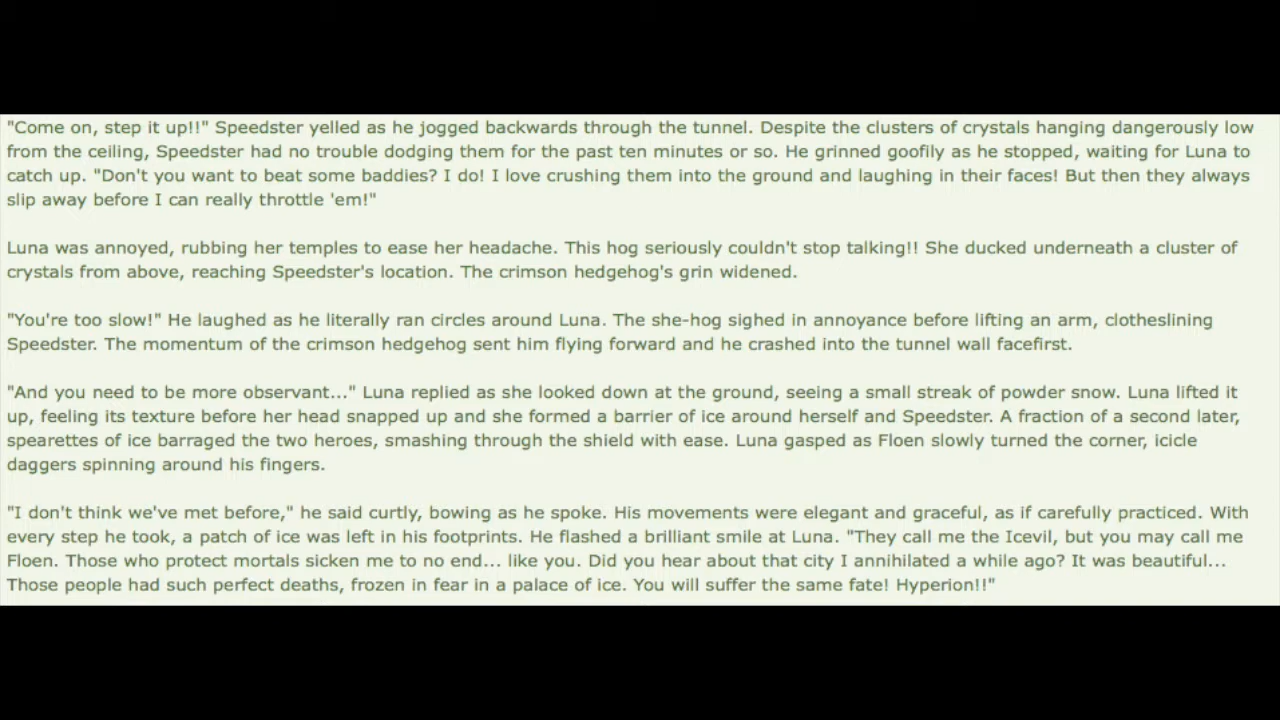 "Come on, step it up!!" Speedster yelled as he jogged backwards through the tunnel. Despite the clusters of crystals hanging dangerously low
from the ceiling, Speedster had no trouble dodging them for the past ten minutes or so. He grinned goofily as he stopped, waiting for Luna to
catch up. "Don't you want to beat some baddies? I do! I love crushing them into the ground and laughing in their faces! But then they always
slip away before I can really throttle 'em!"
Luna was annoyed, rubbing her temples to ease her headache. This hog seriously couldn't stop talking!! She ducked underneath a cluster of
crystals from above, reaching Speedster's location. The crimson hedgehog's grin widened.
"You're too slow!" He laughed as he literally ran circles around Luna. The she-hog sighed in annoyance before lifting an arm, clotheslining
Speedster. The momentum of the crimson hedgehog sent him flying forward and he crashed into the tunnel wall facefirst.
"And you need to be more observant..." Luna replied as she looked down at the ground, seeing a small streak of powder snow. Luna lifted it
up, feeling its texture before her head snapped up and she formed a barrier of ice around herself and Speedster. A fraction of a second later,
spearettes of ice barraged the two heroes, smashing through the shield with ease. Luna gasped as Floen slowly turned the corner, icicle
daggers spinning around his fingers.
"I don't think we've met before," he said curtly, bowing as he spoke. His movements were elegant and graceful, as if carefully practiced. With
every step he took, a patch of ice was left in his footprints. He flashed a brilliant smile at Luna. "They call me the Icevil, but you may call me
Floen. Those who protect mortals sicken me to no end... like you. Did you hear about that city I annihilated a while ago? It was beautiful...
Those people had such perfect deaths, frozen in fear in a palace of ice. You will suffer the same fate! Hyperion!!"